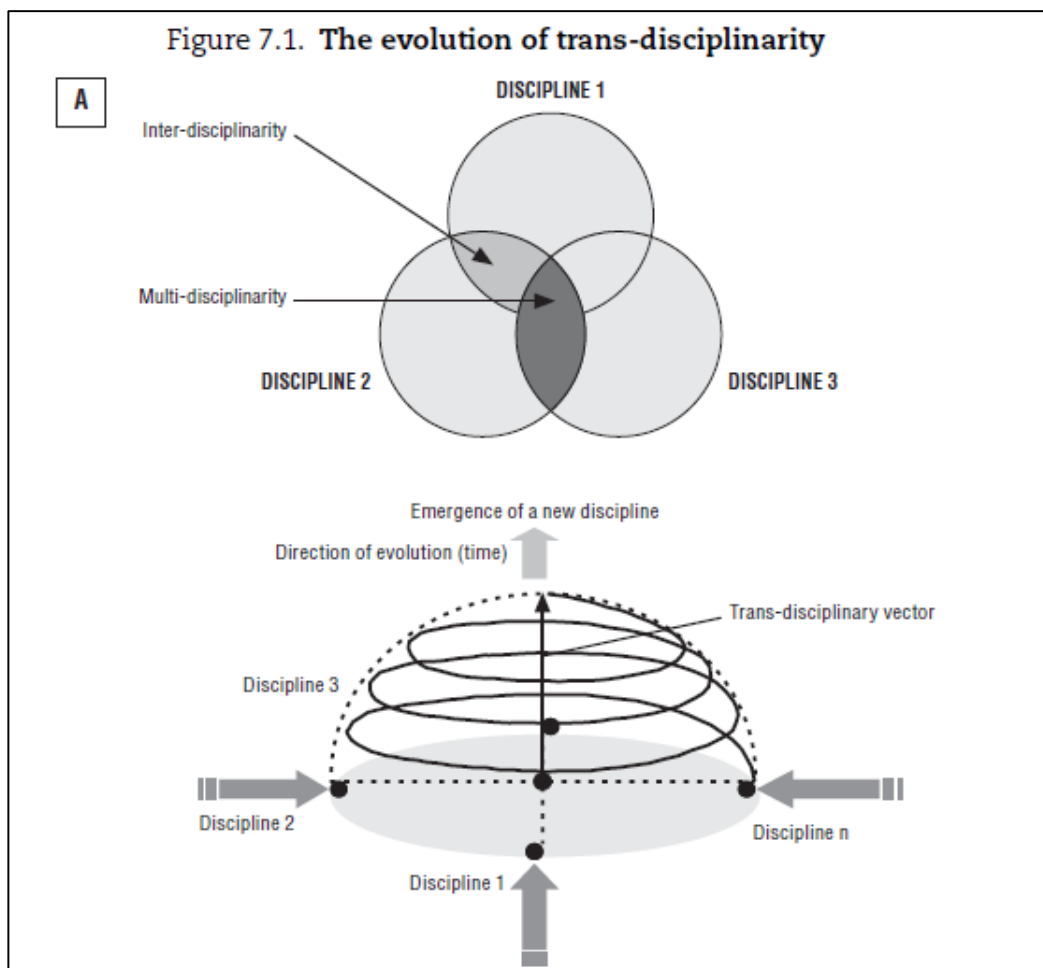 Figure 7.1. The evolution of trans-disciplinarity
A
DISCIPLINE 1
Inter-disciplinarity
Multi-disciplinarity
DISCIPLINE 2
DISCIPLINE 3
Emergence of a new discipline
Direction of evolution (time)
Trans-disciplinary vector
Discipline 3
Discipline 2
Discipline n
Discipline 1